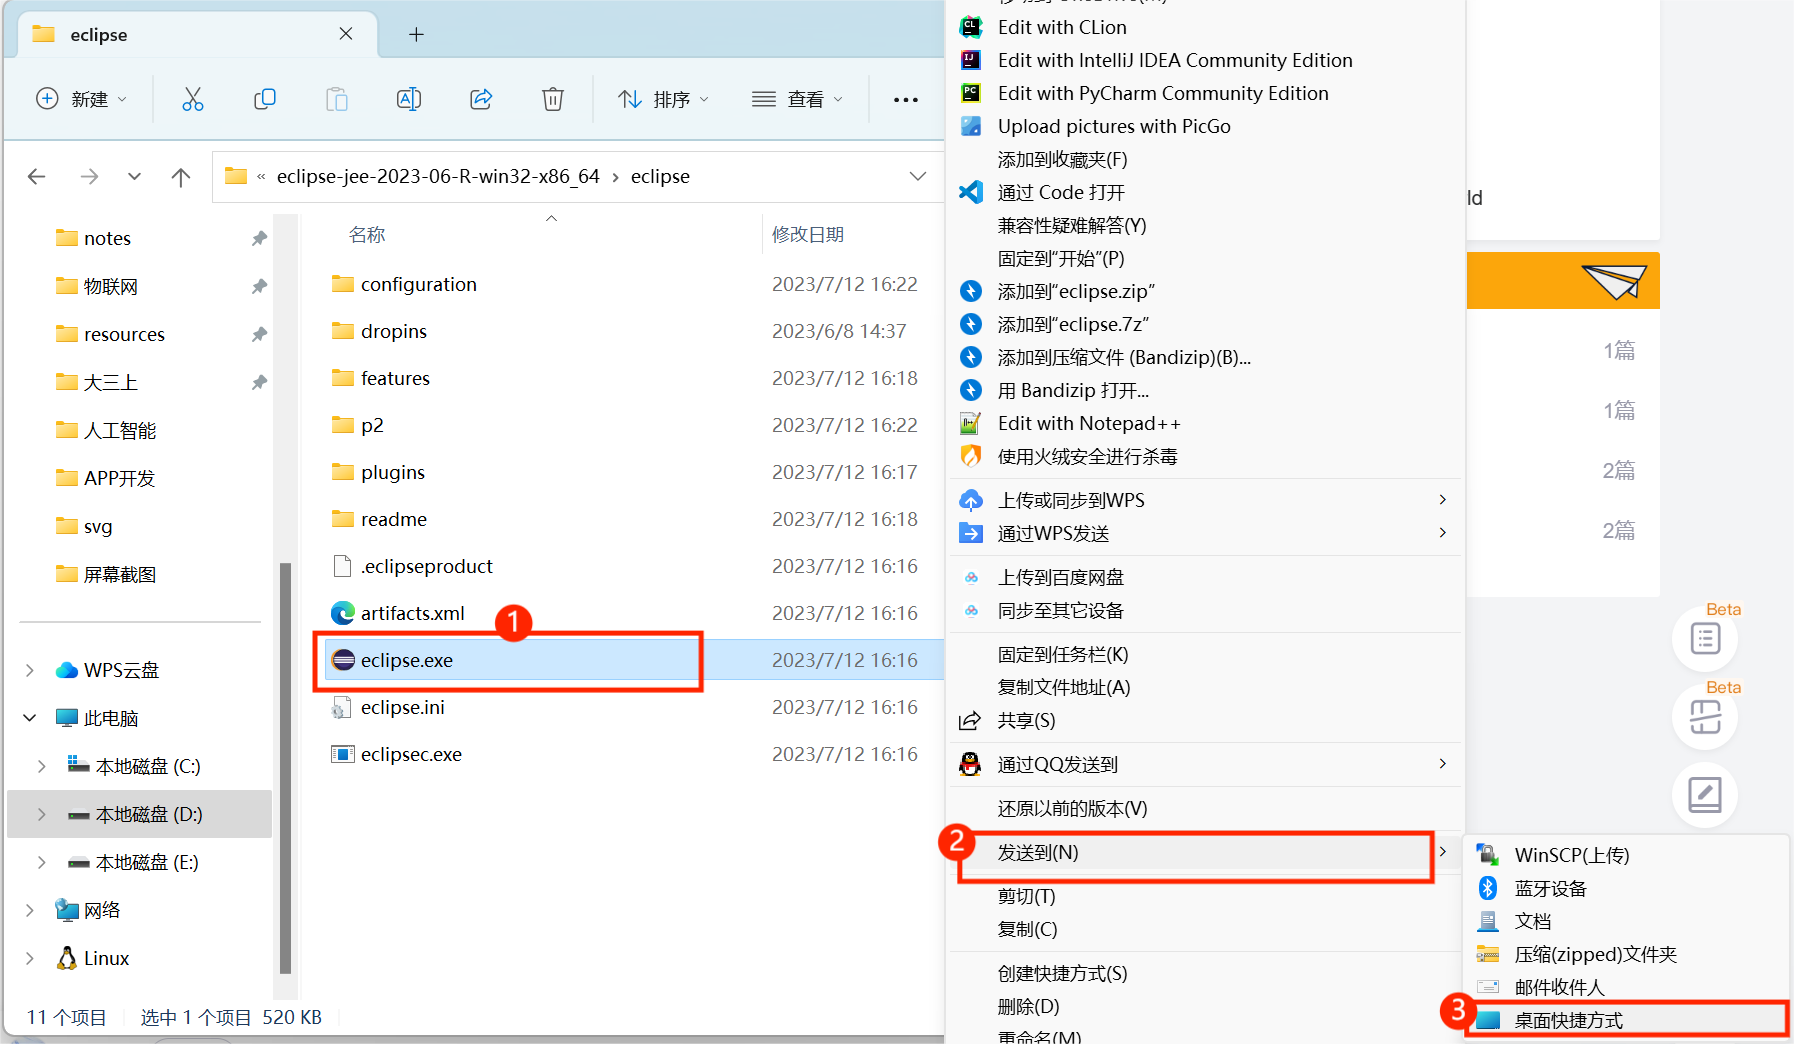 eclipse
新建
排序
查看
« eclipse-jee-2023-06-R-win32-x86_64 › eclipse
notes
物联网
resources
大三上
人工智能
APP开发
svg
屏幕截图
WPS云盘
此电脑
本地磁盘 (C:)
本地磁盘 (D:)
本地磁盘 (E:)
网络
Linux
名称 修改日期
configuration 2023/7/12 16:22
dropins 2023/6/8 14:37
features 2023/7/12 16:18
p2 2023/7/12 16:22
plugins 2023/7/12 16:17
readme 2023/7/12 16:18
.eclipseproduct 2023/7/12 16:16
artifacts.xml 2023/7/12 16:16
1
eclipse.exe 2023/7/12 16:16
eclipse.ini 2023/7/12 16:16
eclipsec.exe 2023/7/12 16:16
11 个项目 选中 1 个项目 520 KB
Edit with CLion
Edit with IntelliJ IDEA Community Edition
Edit with PyCharm Community Edition
Upload pictures with PicGo
添加到收藏夹(F)
通过 Code 打开
兼容性疑难解答(Y)
固定到“开始”(P)
添加到“eclipse.zip”
添加到“eclipse.7z”
添加到压缩文件 (Bandizip)(B)...
用 Bandizip 打开...
Edit with Notepad++
使用火绒安全进行杀毒
上传或同步到WPS
通过WPS发送
上传到百度网盘
同步至其它设备
固定到任务栏(K)
复制文件地址(A)
共享(S)
通过QQ发送到
还原以前的版本(V)
2
发送到(N)
剪切(T)
复制(C)
创建快捷方式(S)
删除(D)
重命名(M)
WinSCP(上传)
蓝牙设备
文档
压缩(zipped)文件夹
邮件收件人
3
桌面快捷方式
ld
1篇
1篇
2篇
2篇
Beta
Beta